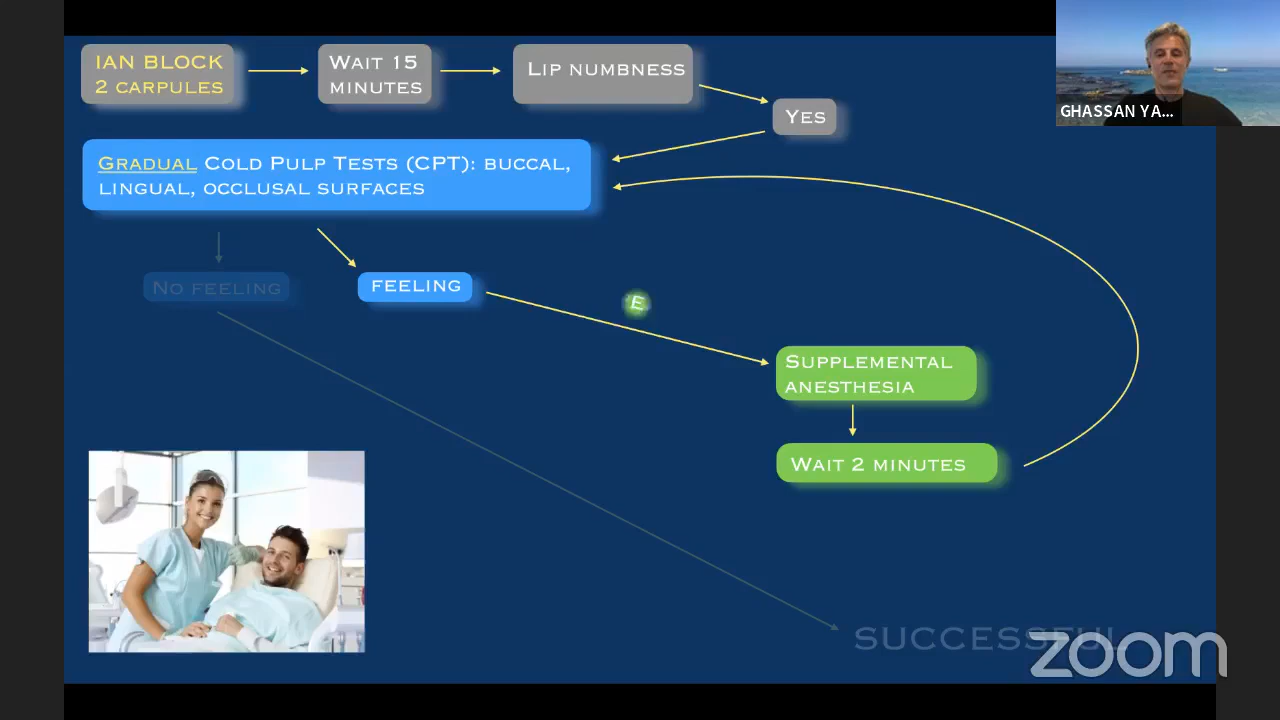 IAN BLOCK
2 CARPULES
WAIT 15
MINUTES
LIP NUMBNESS
GHASSAN YA...
YES
GRADUAL COLD PULP TESTS (CPT): BUCCAL,
LINGUAL, OCCLUSAL SURFACES
NO FEELING
FEELING
E
SUPPLEMENTAL
ANESTHESIA
WAIT 2 MINUTES
SUCCESSFUL
zoom